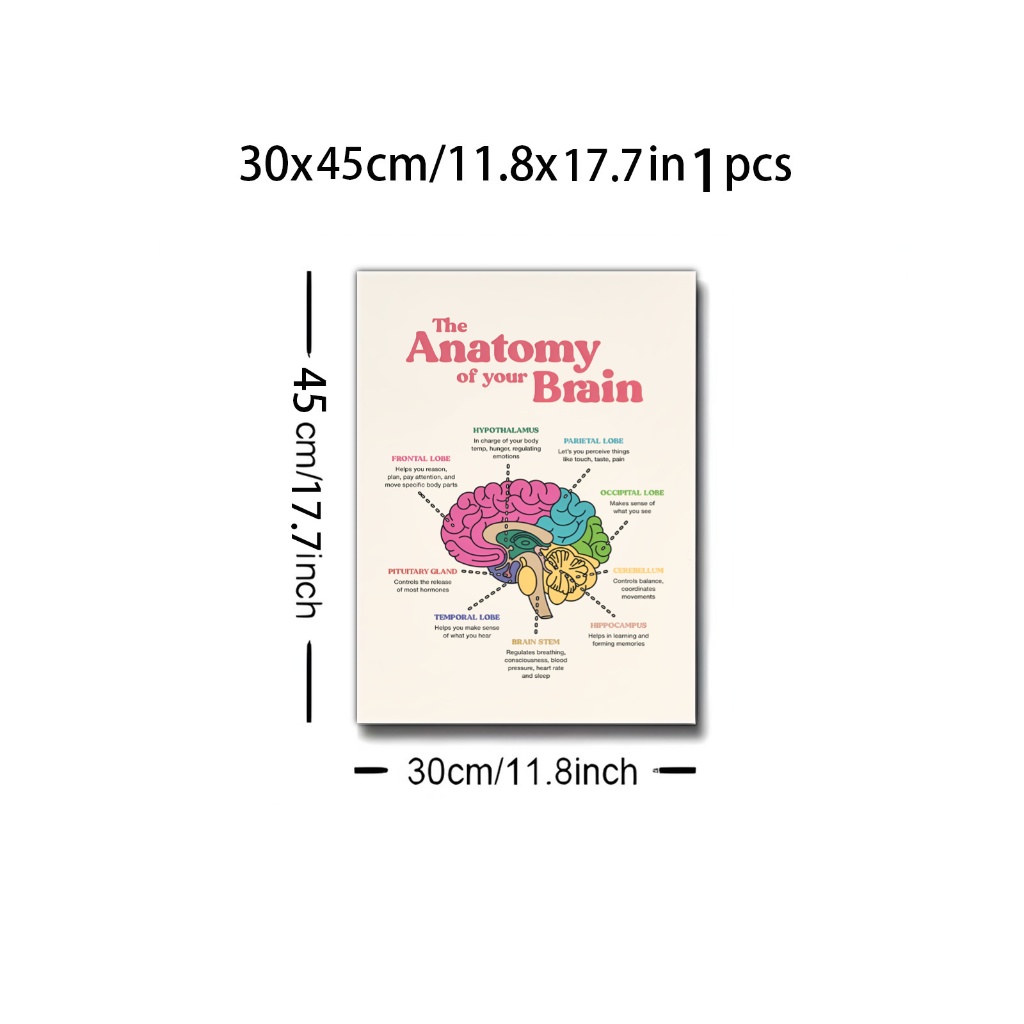 30x45cm/11.8x17.7in 1 pcs
45 cm/17.7inch
The
Anatomy
of your Brain
HYPOTHALAMUS
In charge of your body
temp, hunger, regulating
emotions
PARIETAL LOBE
Let's you perceive things
like touch, taste, pain
FRONTAL LOBE
Helps you reason,
plan, pay attention, and
move specific body parts
OCCIPITAL LOBE
Makes sense of
what you see
PITUITARY GLAND
Controls the release
of most hormones
CEREBELLUM
Controls balance,
coordinates
movements
TEMPORAL LOBE
Helps you make sense
of what you hear
HIPPOCAMPUS
Helps in learning and
forming memories
BRAIN STEM
Regulates breathing,
consciousness, blood
pressure, heart rate
and sleep
30cm/11.8inch